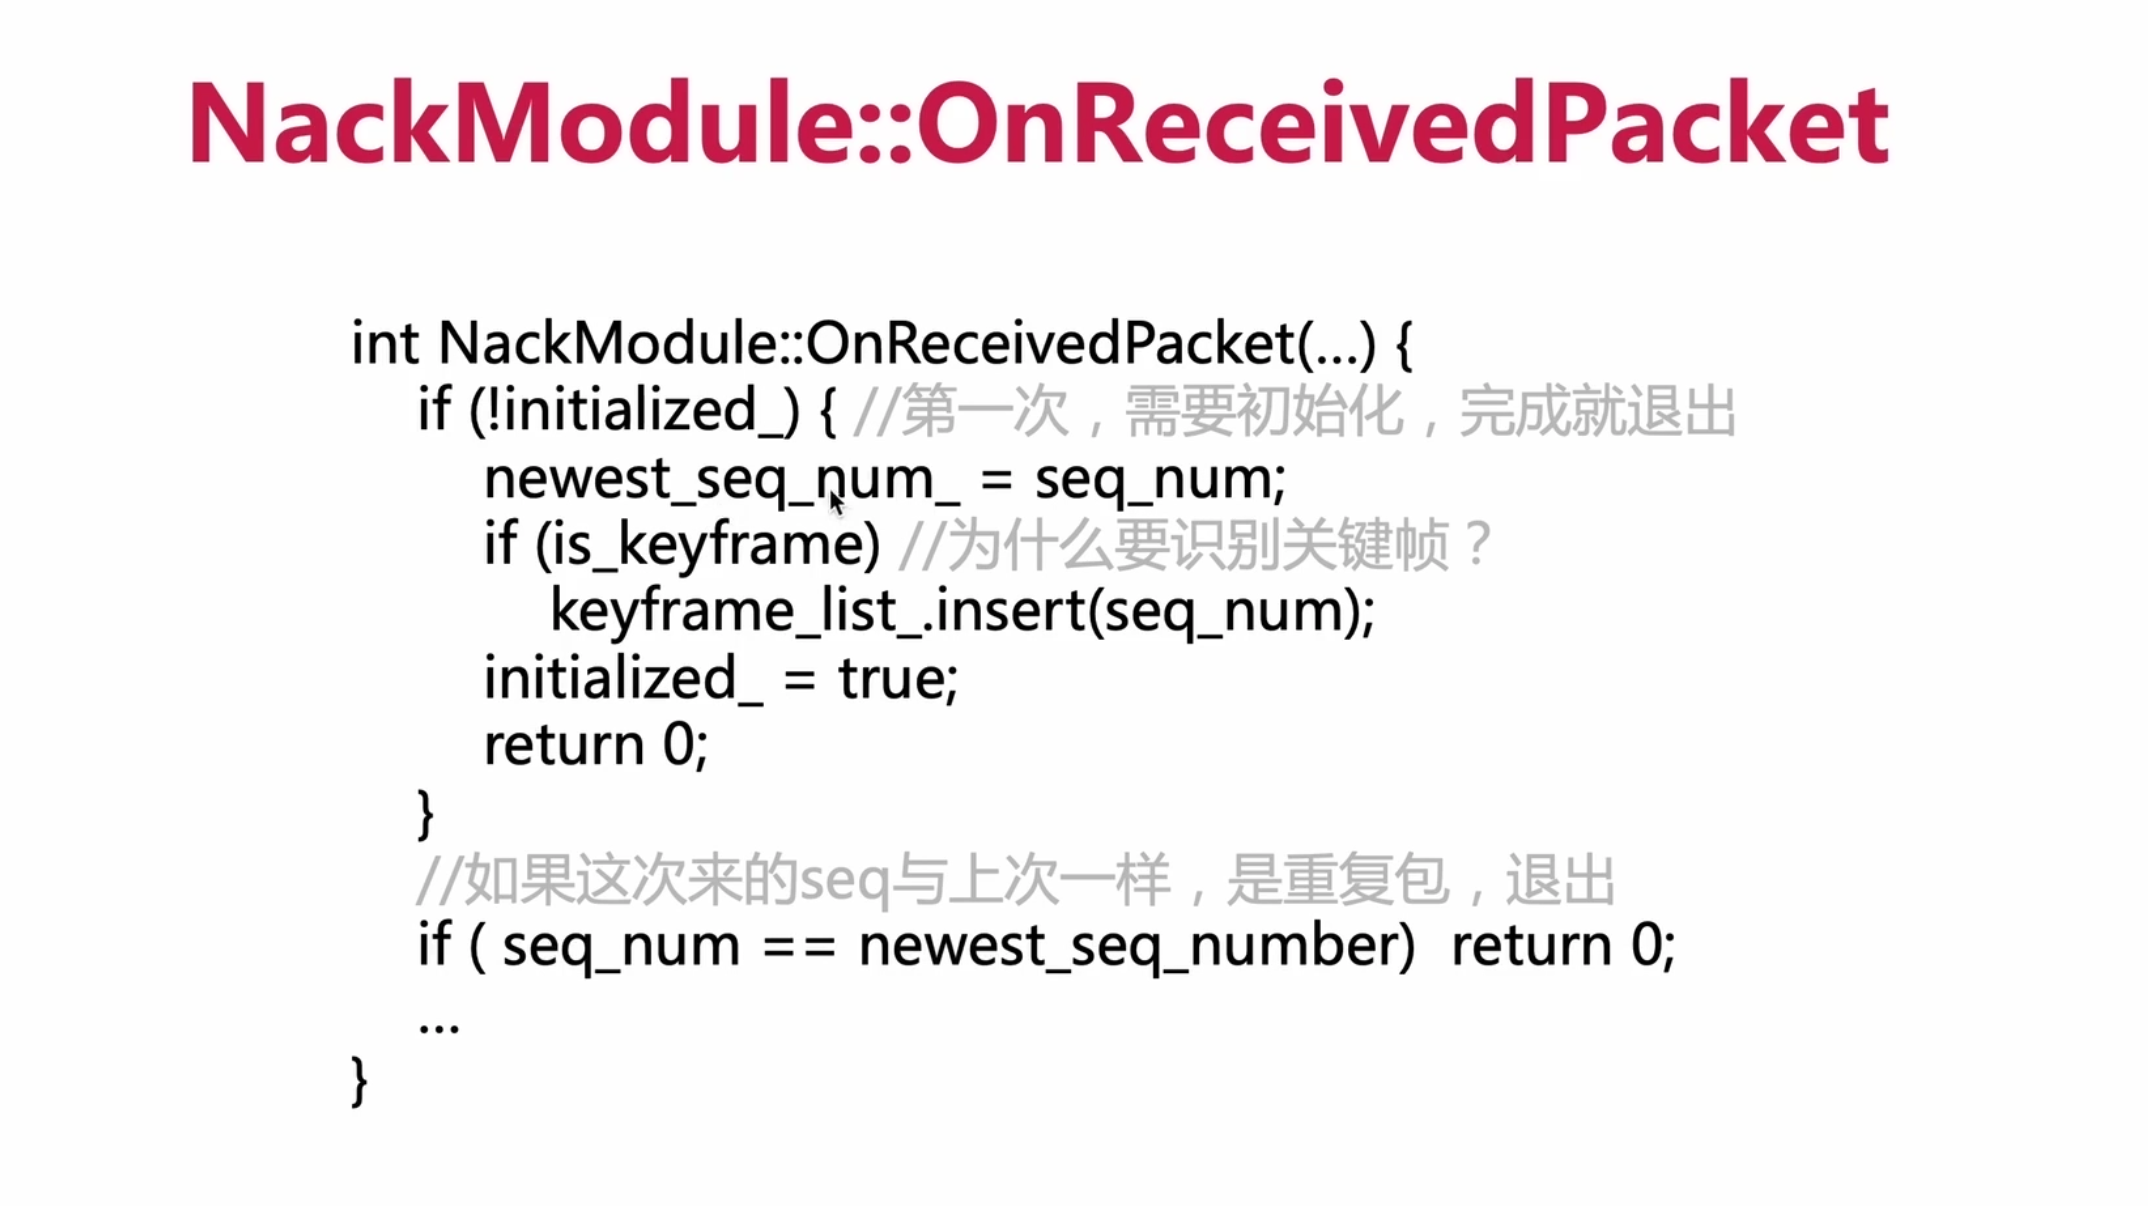 NackModule::OnReceivedPacket
int NackModule::OnReceivedPacket(...) {
if (!initialized_) { //第一次，需要初始化，完成就退出
newest_seq_num_ = seq_num;
if (is_keyframe) //为什么要识别关键帧？
keyframe_list_.insert(seq_num);
initialized_ = true;
return 0;
}
//如果这次来的seq与上次一样，是重复包，退出
if ( seq_num == newest_seq_number) return 0;
...
}